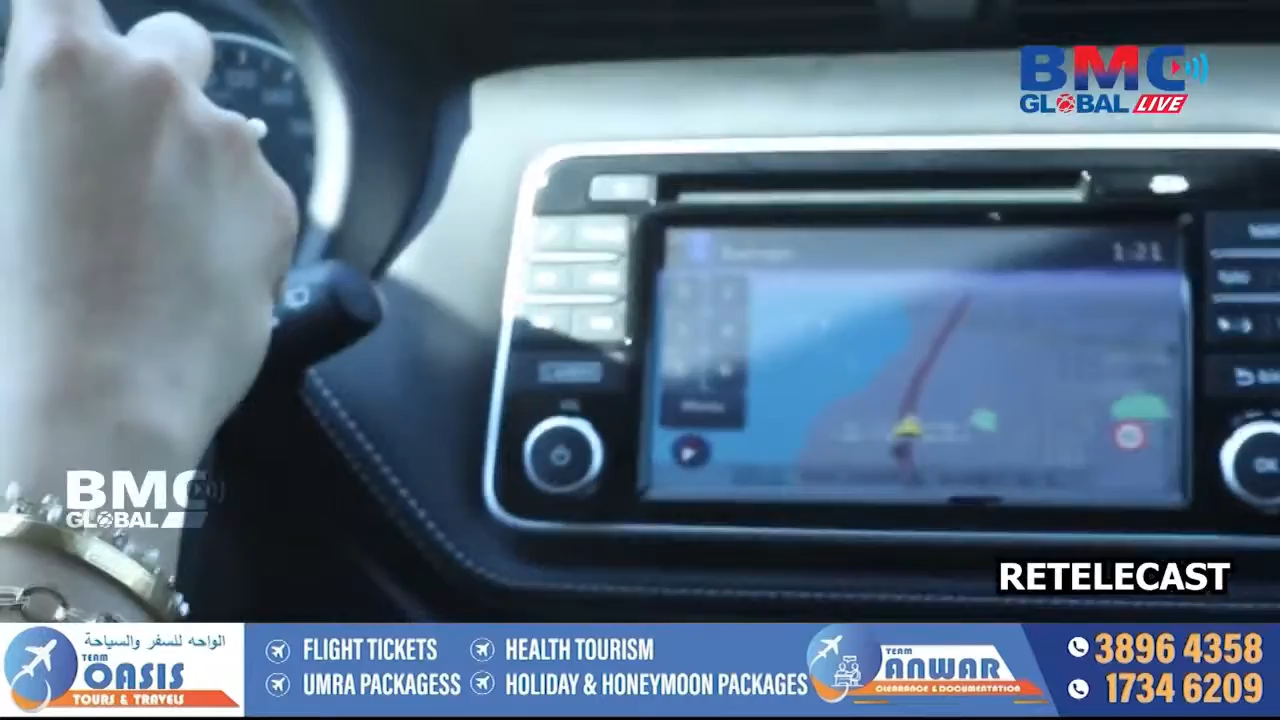 BMC
GLOBAL LIVE
1:21
Menu
BMC
GLOBAL
RETELECAST
الواحه للسفر والسياحة
TEAM
OASIS
TOURS & TRAVELS
FLIGHT TICKETS
UMRA PACKAGESS
HEALTH TOURISM
HOLIDAY & HONEYMOON PACKAGES
TEAM
ANWAR
CLEARANCE & DOCUMENTATION
3896 4358
1734 6209